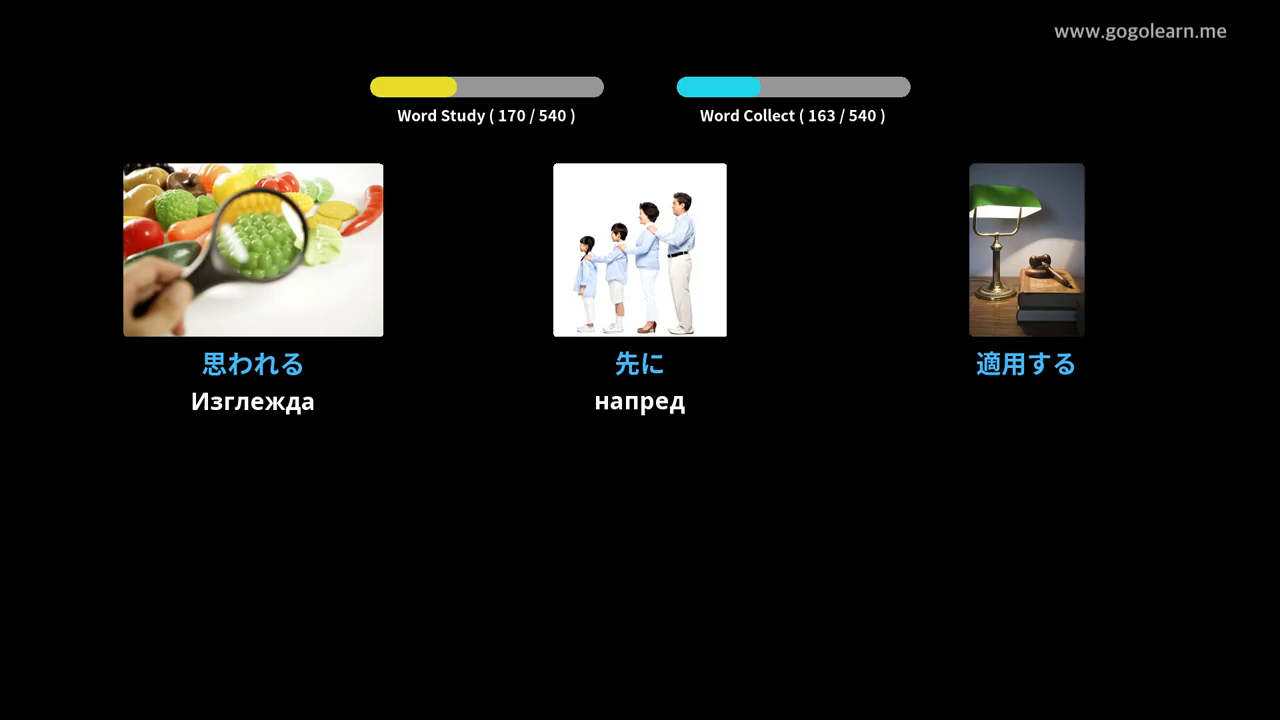 www.gogolearn.me
Word Study ( 170 / 540 )
Word Collect ( 163 / 540 )
思われる
先に
適用する
Изглежда
напред